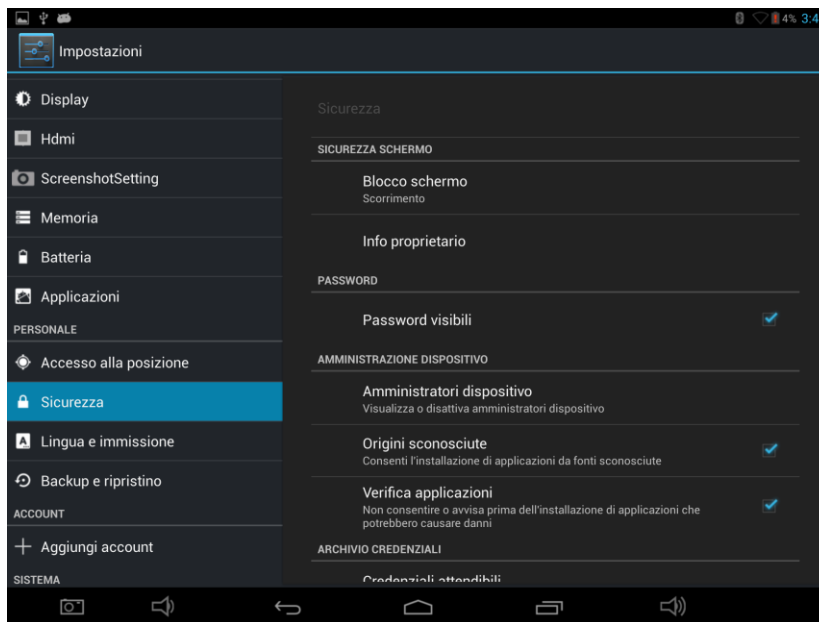 4% 3:4
Impostazioni
Display
Hdmi
ScreenshotSetting
Memoria
Batteria
Applicazioni
PERSONALE
Accesso alla posizione
Sicurezza
Lingua e immissione
Backup e ripristino
ACCOUNT
Aggiungi account
SISTEMA
Sicurezza
SICUREZZA SCHERMO
Blocco schermo
Scorrimento
Info proprietario
PASSWORD
Password visibili
AMMINISTRAZIONE DISPOSITIVO
Amministratori dispositivo
Visualizza o disattiva amministratori dispositivo
Origini sconosciute
Consenti l'installazione di applicazioni da fonti sconosciute
Verifica applicazioni
Non consentire o avvisa prima dell'installazione di applicazioni che
potrebbero causare danni
ARCHIVIO CREDENZIALI
Credenziali attendibili